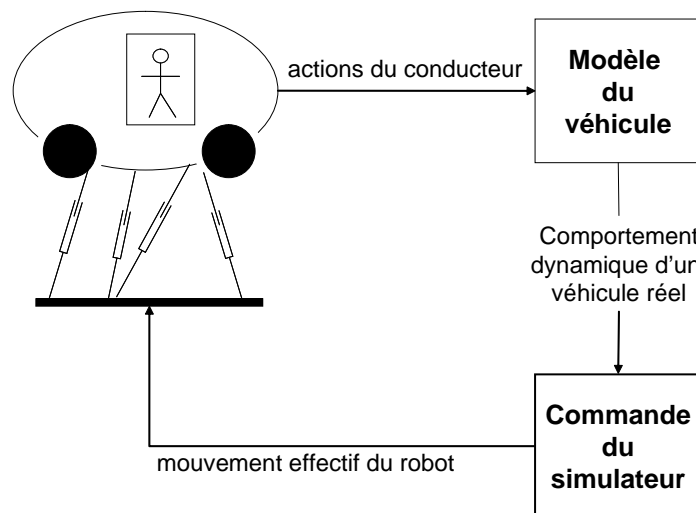 actions du conducteur
Modèle
du
véhicule
Comportement
dynamique d'un
véhicule réel
Commande
du
simulateur
mouvement effectif du robot